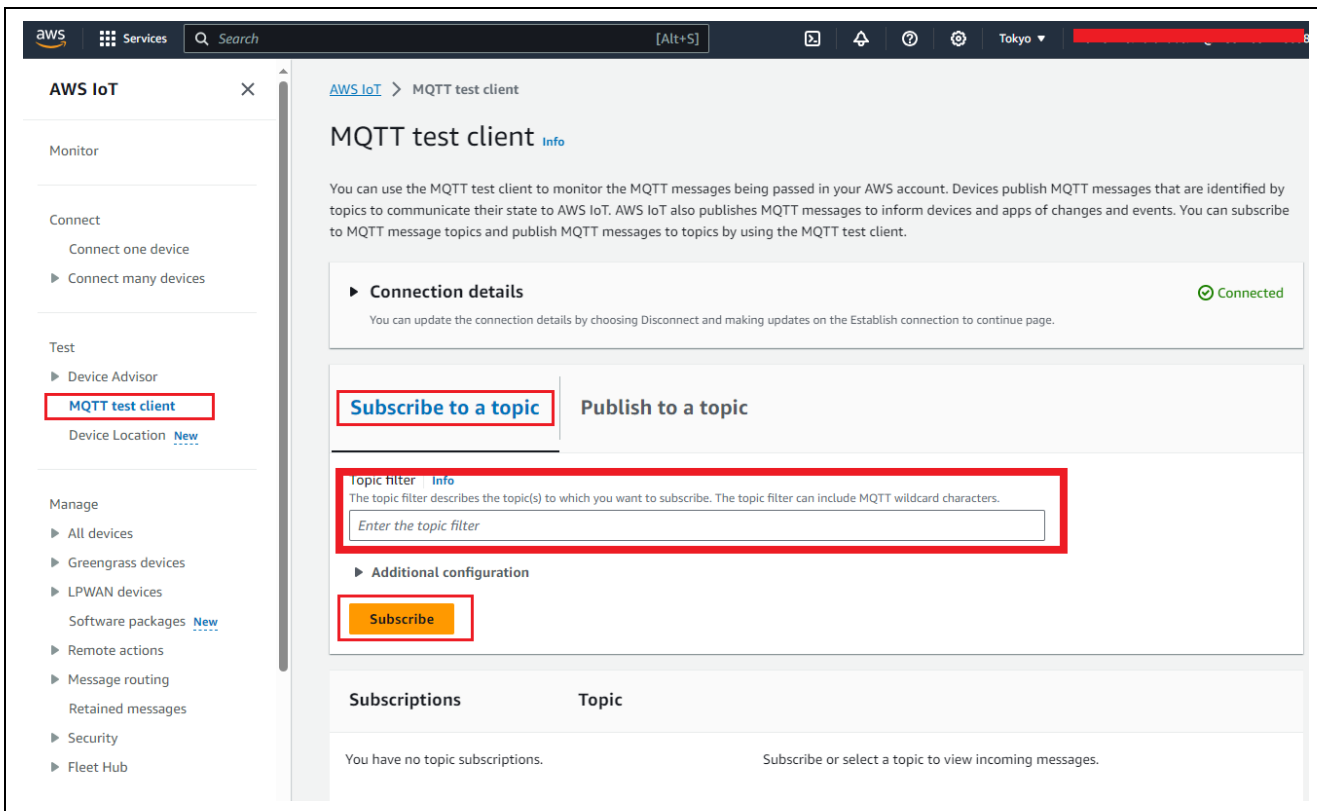 aws
Services
Search
[Alt+S]
Tokyo
8
AWS IoT
Monitor
Connect
Connect one device
Connect many devices
Test
Device Advisor
MQTT test client
Device Location New
Manage
All devices
Greengrass devices
LPWAN devices
Software packages New
Remote actions
Message routing
Retained messages
Security
Fleet Hub
AWS IoT > MQTT test client
MQTT test client Info
You can use the MQTT test client to monitor the MQTT messages being passed in your AWS account. Devices publish MQTT messages that are identified by
topics to communicate their state to AWS IoT. AWS IoT also publishes MQTT messages to inform devices and apps of changes and events. You can subscribe
to MQTT message topics and publish MQTT messages to topics by using the MQTT test client.
Connection details
Connected
You can update the connection details by choosing Disconnect and making updates on the Establish connection to continue page.
Subscribe to a topic
Publish to a topic
Topic filter Info
The topic filter describes the topic(s) to which you want to subscribe. The topic filter can include MQTT wildcard characters.
Enter the topic filter
Additional configuration
Subscribe
Subscriptions
Topic
You have no topic subscriptions.
Subscribe or select a topic to view incoming messages.